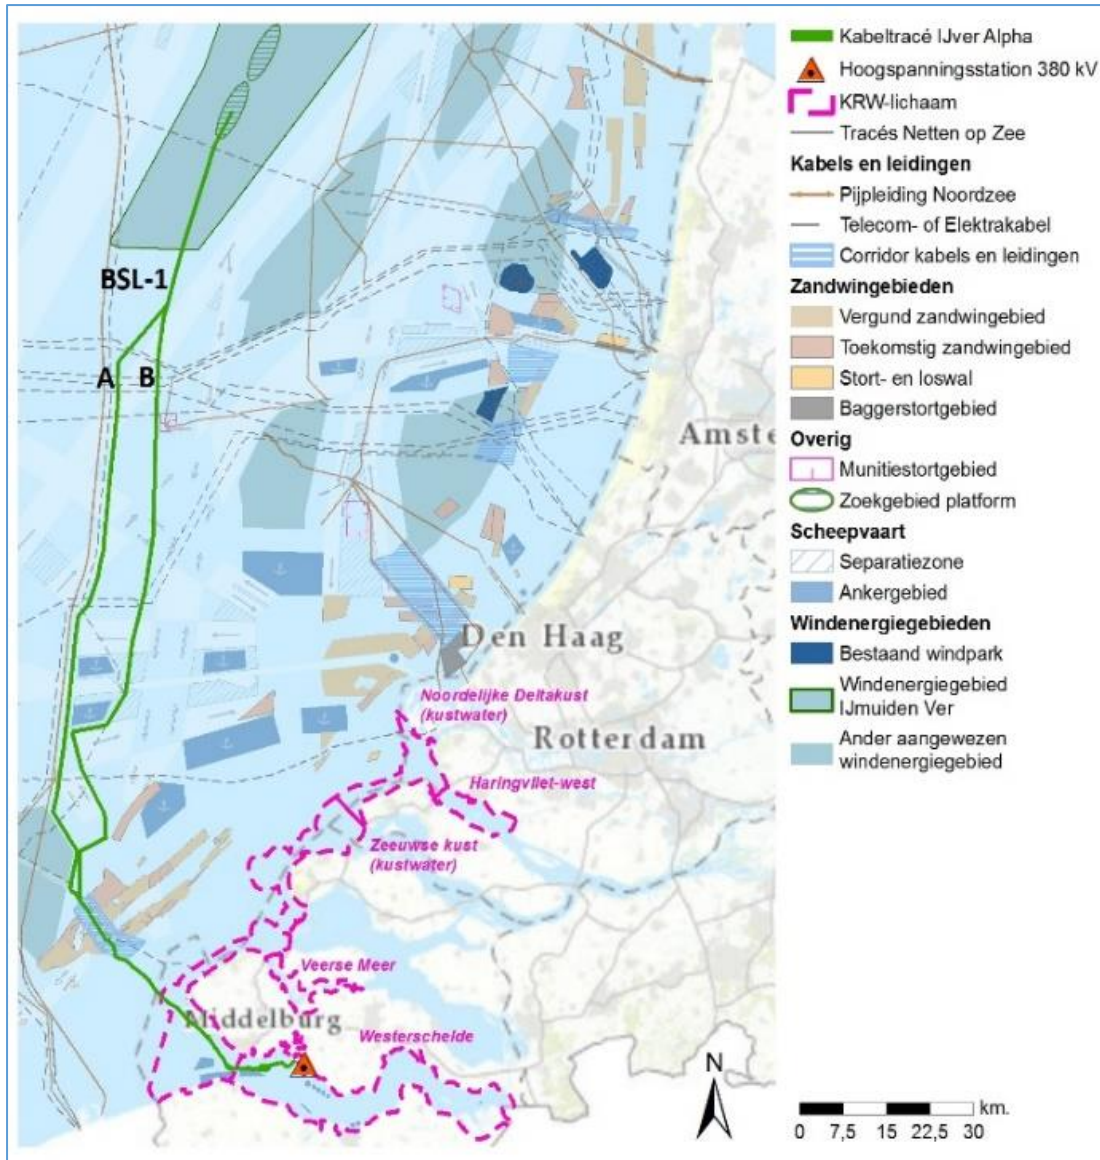 BSL-1
A
B
Amste
Den Haag
Noordelijke Deltakust
(kustwater)
Rotterdam
Haringvliet-west
Zeeuwse kust
(kustwater)
Veerse Meer
Middelburg
Westerschelde
Kabeltracé IJver Alpha
Hoogspanningsstation 380 kV
KRW-lichaam
Tracés Netten op Zee
Kabels en leidingen
Pijpleiding Noordzee
Telecom- of Elektrakabel
Corridor kabels en leidingen
Zandwingebieden
Vergund zandwingebied
Toekomstig zandwingebied
Stort- en loswal
Baggerstortgebied
Overig
Munitiestortgebied
Zoekgebied platform
Scheepvaart
Separatiezone
Ankergebied
Windenergiegebieden
Bestaand windpark
Windenergiegebied
IJmuiden Ver
Ander aangewezen
windenergiegebied
N
km.
0 7,5 15 22,5 30